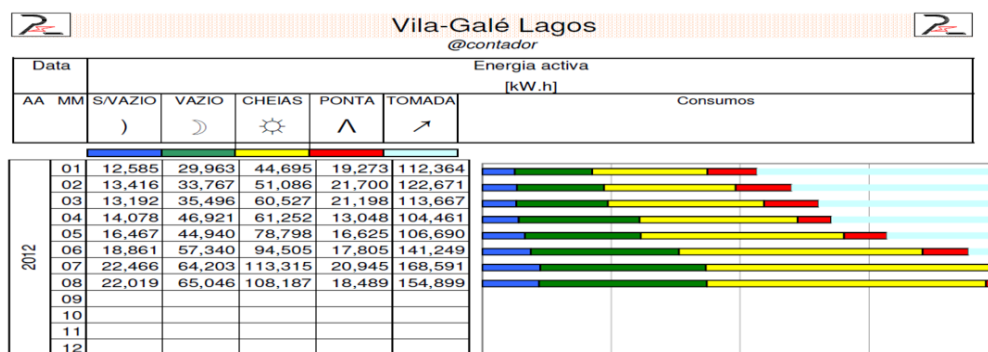 Vila-Galé Lagos
@contador
Data Energia activa
[kW.h]
AA MM S/VAZIO VAZIO CHEIAS PONTA TOMADA Consumos
2012
01 12,585 29,963 44,695 19,273 112,364
02 13,416 33,767 51,086 21,700 122,671
03 13,192 35,496 60,527 21,198 113,667
04 14,078 46,921 61,252 13,048 104,461
05 16,467 44,940 78,798 16,625 106,690
06 18,861 57,340 94,505 17,805 141,249
07 22,466 64,203 113,315 20,945 168,591
08 22,019 65,046 108,187 18,489 154,899
09
10
11
12